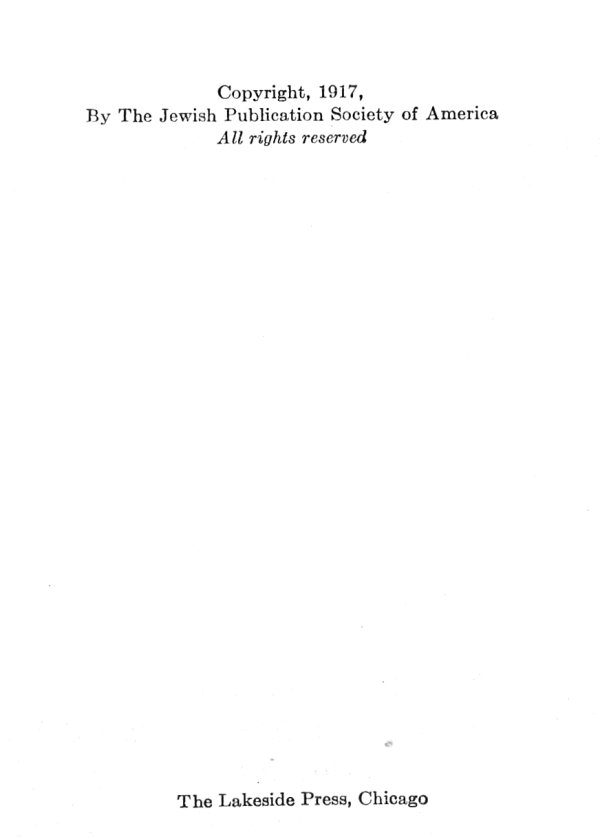 Copyright, 1917,
By The Jewish Publication Society of America
All rights reserved
The Lakeside Press, Chicago